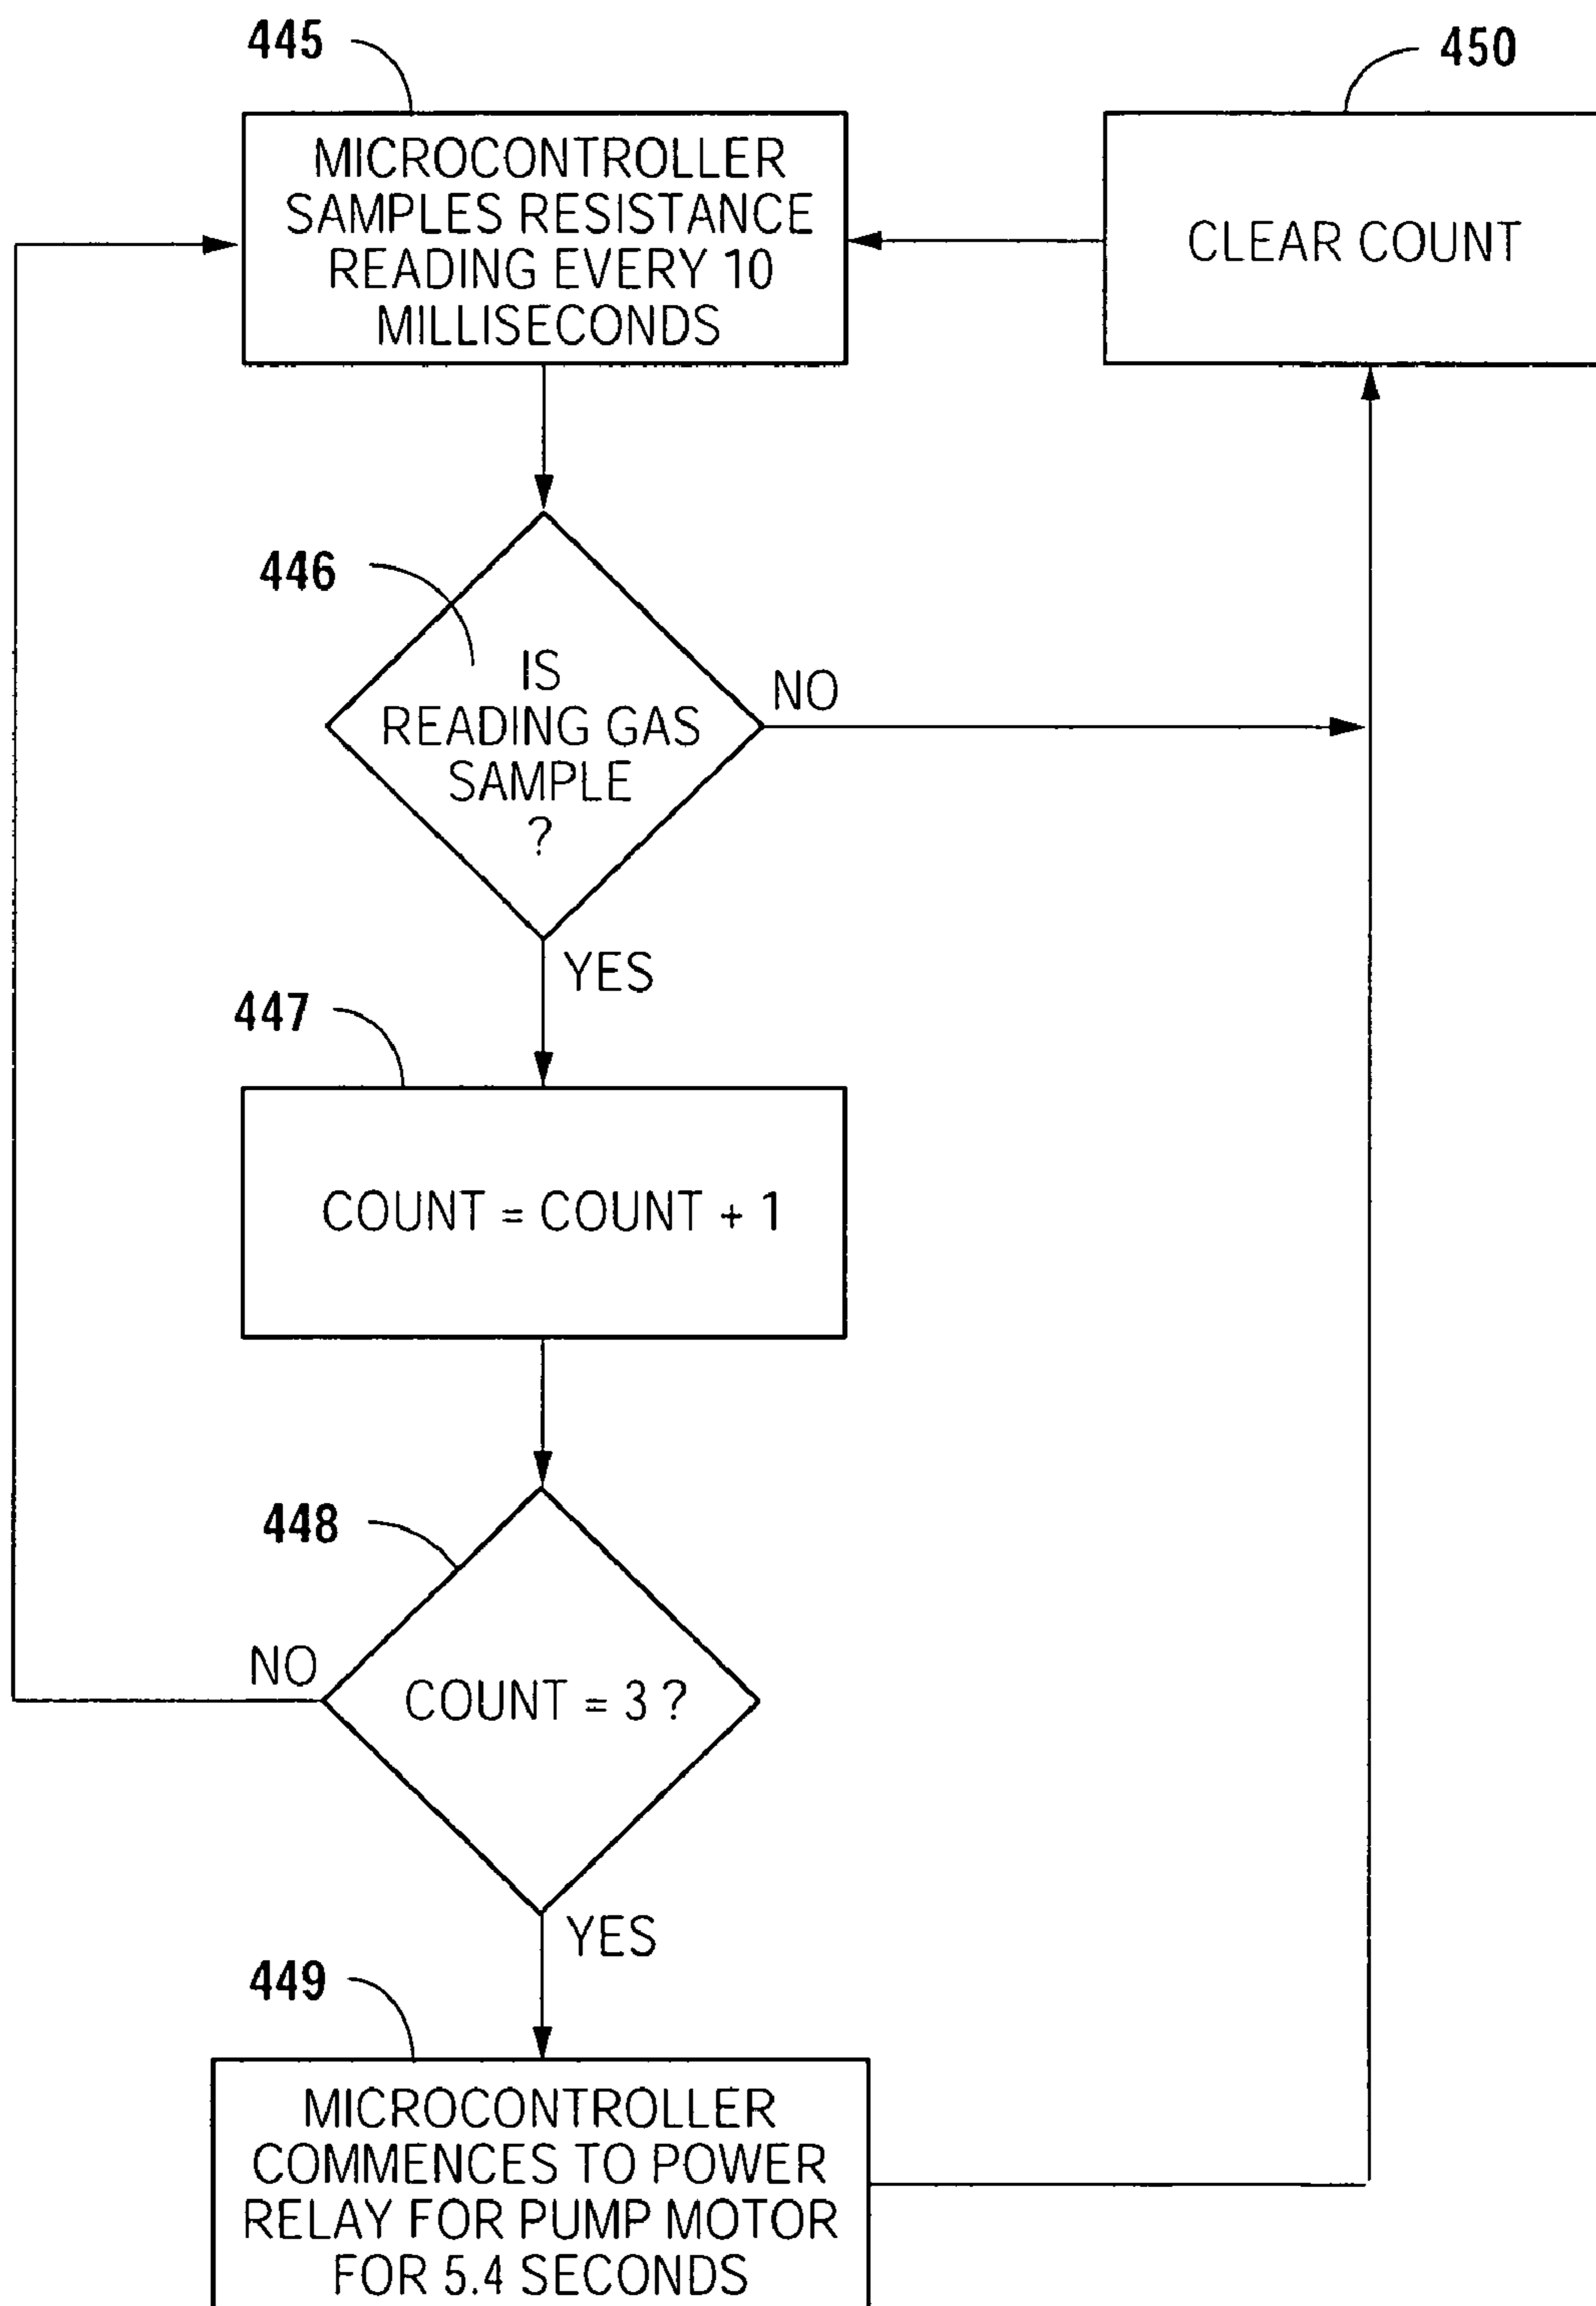 445
450
MICROCONTROLLER
SAMPLES RESISTANCE
READING EVERY 10
MILLISECONDS
CLEAR COUNT
446
IS
READING GAS
SAMPLE
?
NO
YES
447
COUNT = COUNT + 1
448
NO
COUNT = 3 ?
YES
449
MICROCONTROLLER
COMMENCES TO POWER
RELAY FOR PUMP MOTOR
FOR 5.4 SECONDS